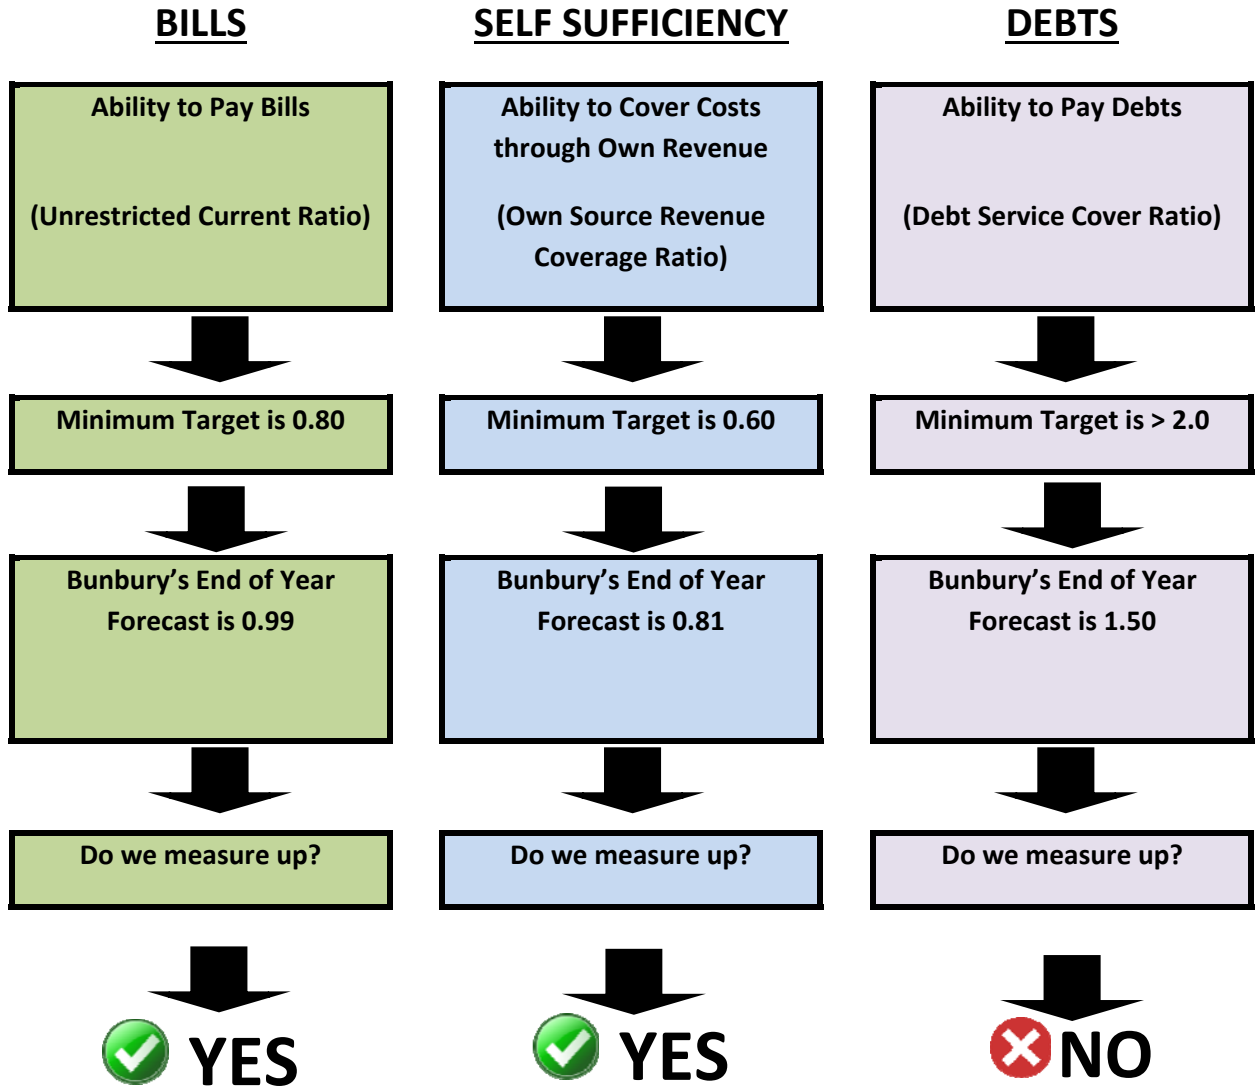 BILLS
Ability to Pay Bills
(Unrestricted Current Ratio)
Minimum Target is 0.80
Bunbury’s End of Year
Forecast is 0.99
Do we measure up?
YES
SELF SUFFICIENCY
Ability to Cover Costs
through Own Revenue
(Own Source Revenue
Coverage Ratio)
Minimum Target is 0.60
Bunbury’s End of Year
Forecast is 0.81
Do we measure up?
YES
DEBTS
Ability to Pay Debts
(Debt Service Cover Ratio)
Minimum Target is > 2.0
Bunbury’s End of Year
Forecast is 1.50
Do we measure up?
NO